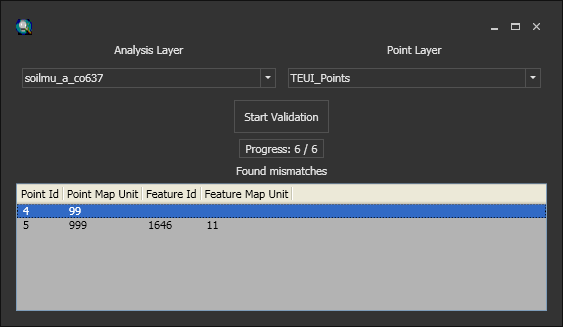 Analysis Layer Point Layer
soilmu_a_co637 TEUI_Points
Start Validation
Progress: 6 / 6
Found mismatches
Point Id Point Map Unit Feature Id Feature Map Unit
4 99
5 999 1646 11